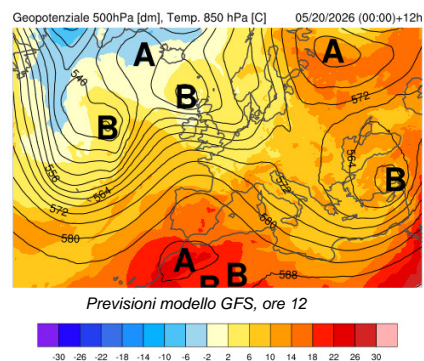 Geopotenziale 500hPa [dm], Temp. 850 hPa [C] 05/20/2026 (00:00)+12h
A A
546
B
572
B
564
556
B
564
572
572
580
580
A B B
588
Previsioni modello GFS, ore 12
-30 -26 -22 -18 -14 -10 -6 -2 2 6 10 14 18 22 26 30